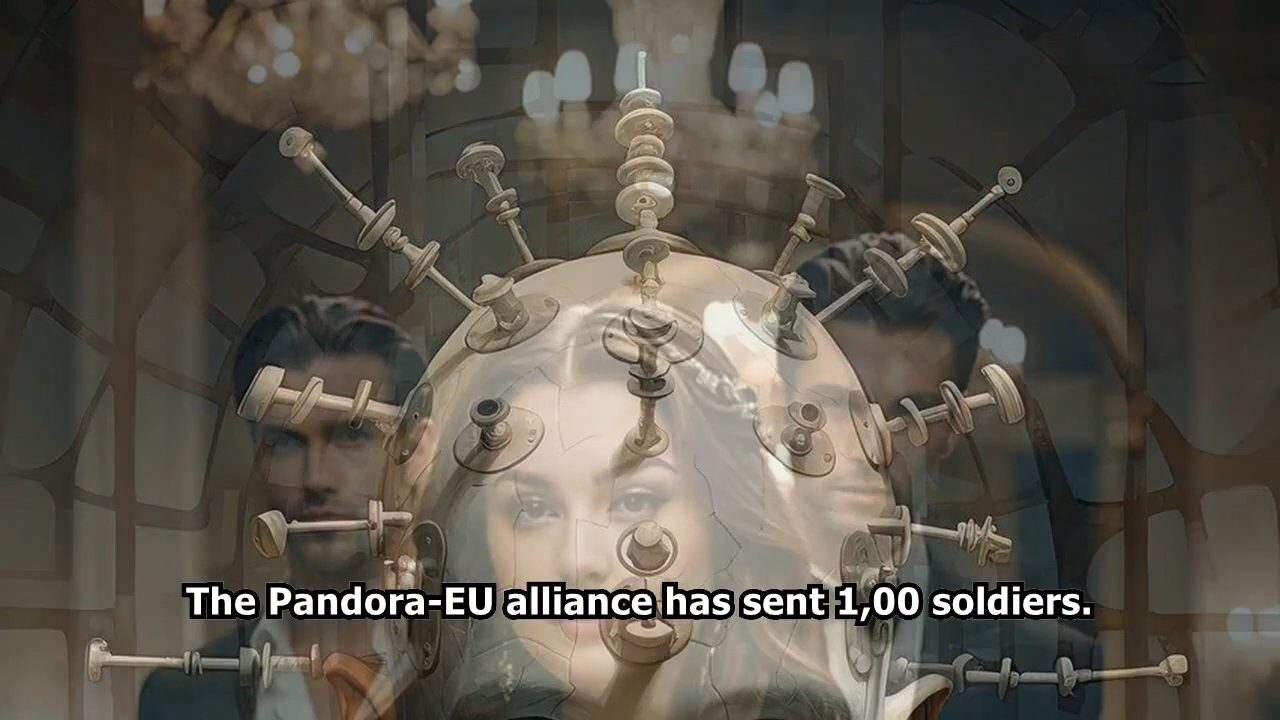 The Pandora-EU alliance has sent 1,00 soldiers.